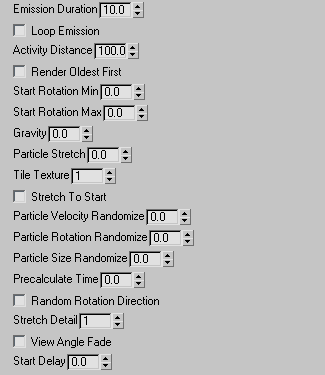 Emission Duration 10.0
Loop Emission
Activity Distance 100.0
Render Oldest First
Start Rotation Min 0.0
Start Rotation Max 0.0
Gravity 0.0
Particle Stretch 0.0
Tile Texture 1
Stretch To Start
Particle Velocity Randomize 0.0
Particle Rotation Randomize 0.0
Particle Size Randomize 0.0
Precalculate Time 0.0
Random Rotation Direction
Stretch Detail 1
View Angle Fade
Start Delay 0.0